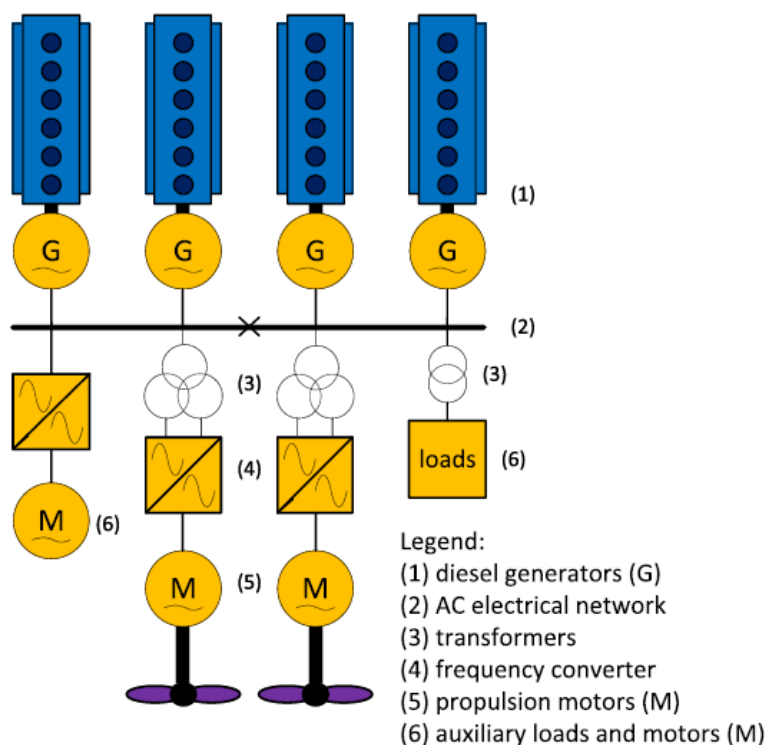 (1)
G G G G
(2)
(3) (3)
(4) loads (6)
M (6)
M (5) M
Legend:
(1) diesel generators (G)
(2) AC electrical network
(3) transformers
(4) frequency converter
(5) propulsion motors (M)
(6) auxiliary loads and motors (M)